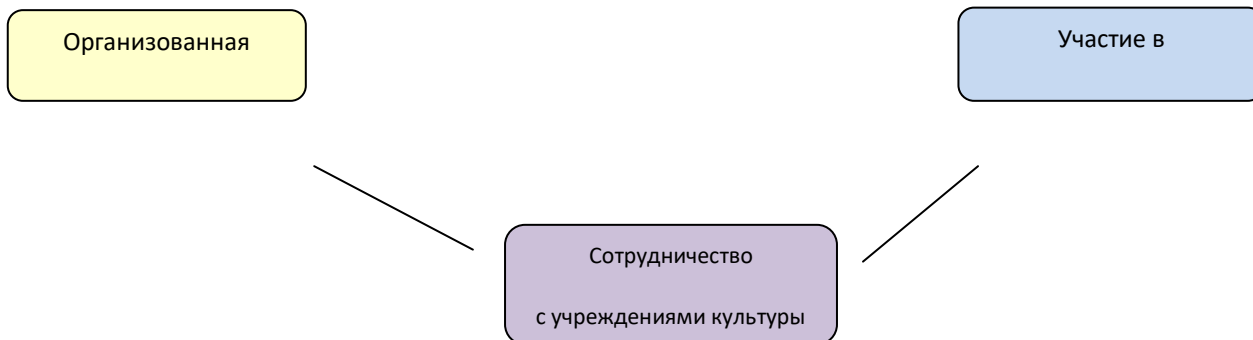 Организованная
Участие в
Сотрудничество
с учреждениями культуры